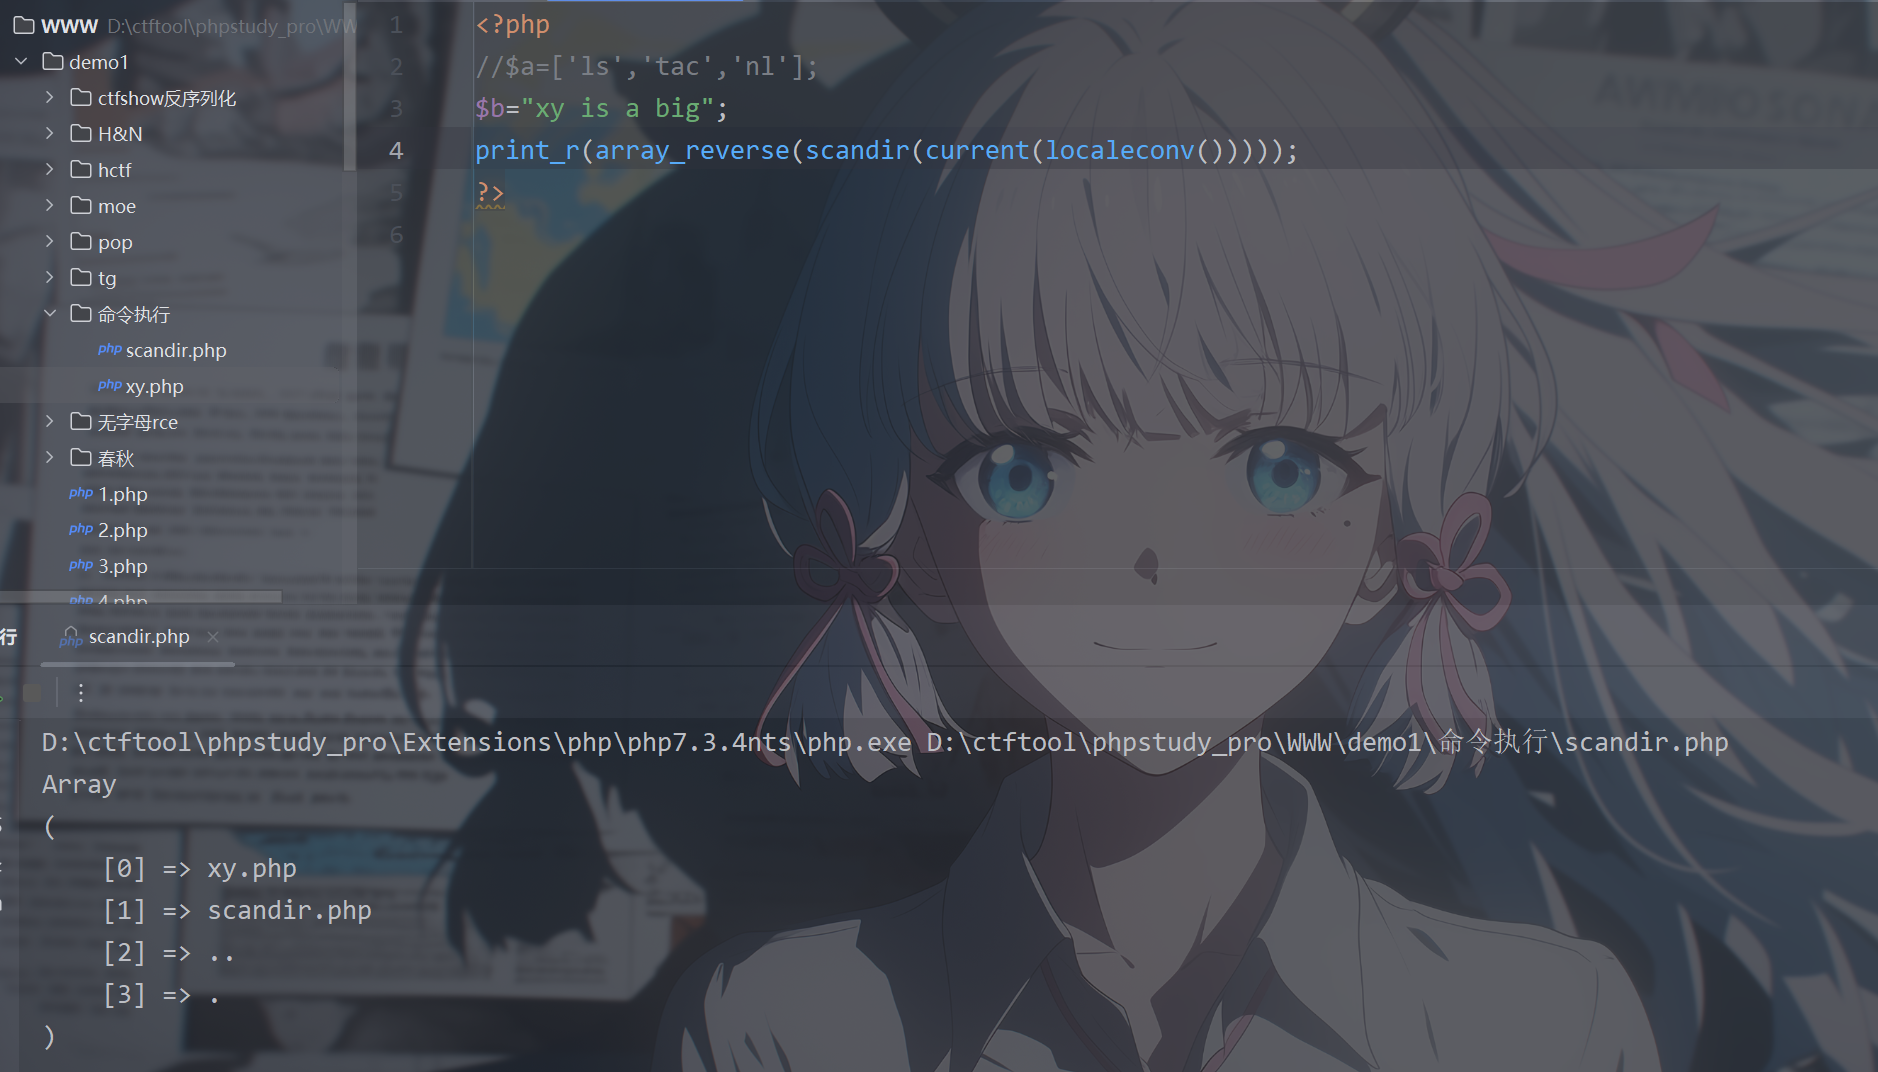 WWW D:\ctftool\phpstudy_pro\WW
demo1
ctfshow反序列化
H&N
hctf
moe
pop
tg
命令执行
scandir.php
xy.php
无字母rce
春秋
1.php
2.php
3.php
4.php
1 <?php
2 //$a=['ls','tac','nl'];
3 $b="xy is a big";
4 print_r(array_reverse(scandir(current(localeconv()))));
5 ?>
6
行 scandir.php
D:\ctftool\phpstudy_pro\Extensions\php\php7.3.4nts\php.exe D:\ctftool\phpstudy_pro\WWW\demo1\命令执行\scandir.php
Array
(
[0] => xy.php
[1] => scandir.php
[2] => ..
[3] => .
)